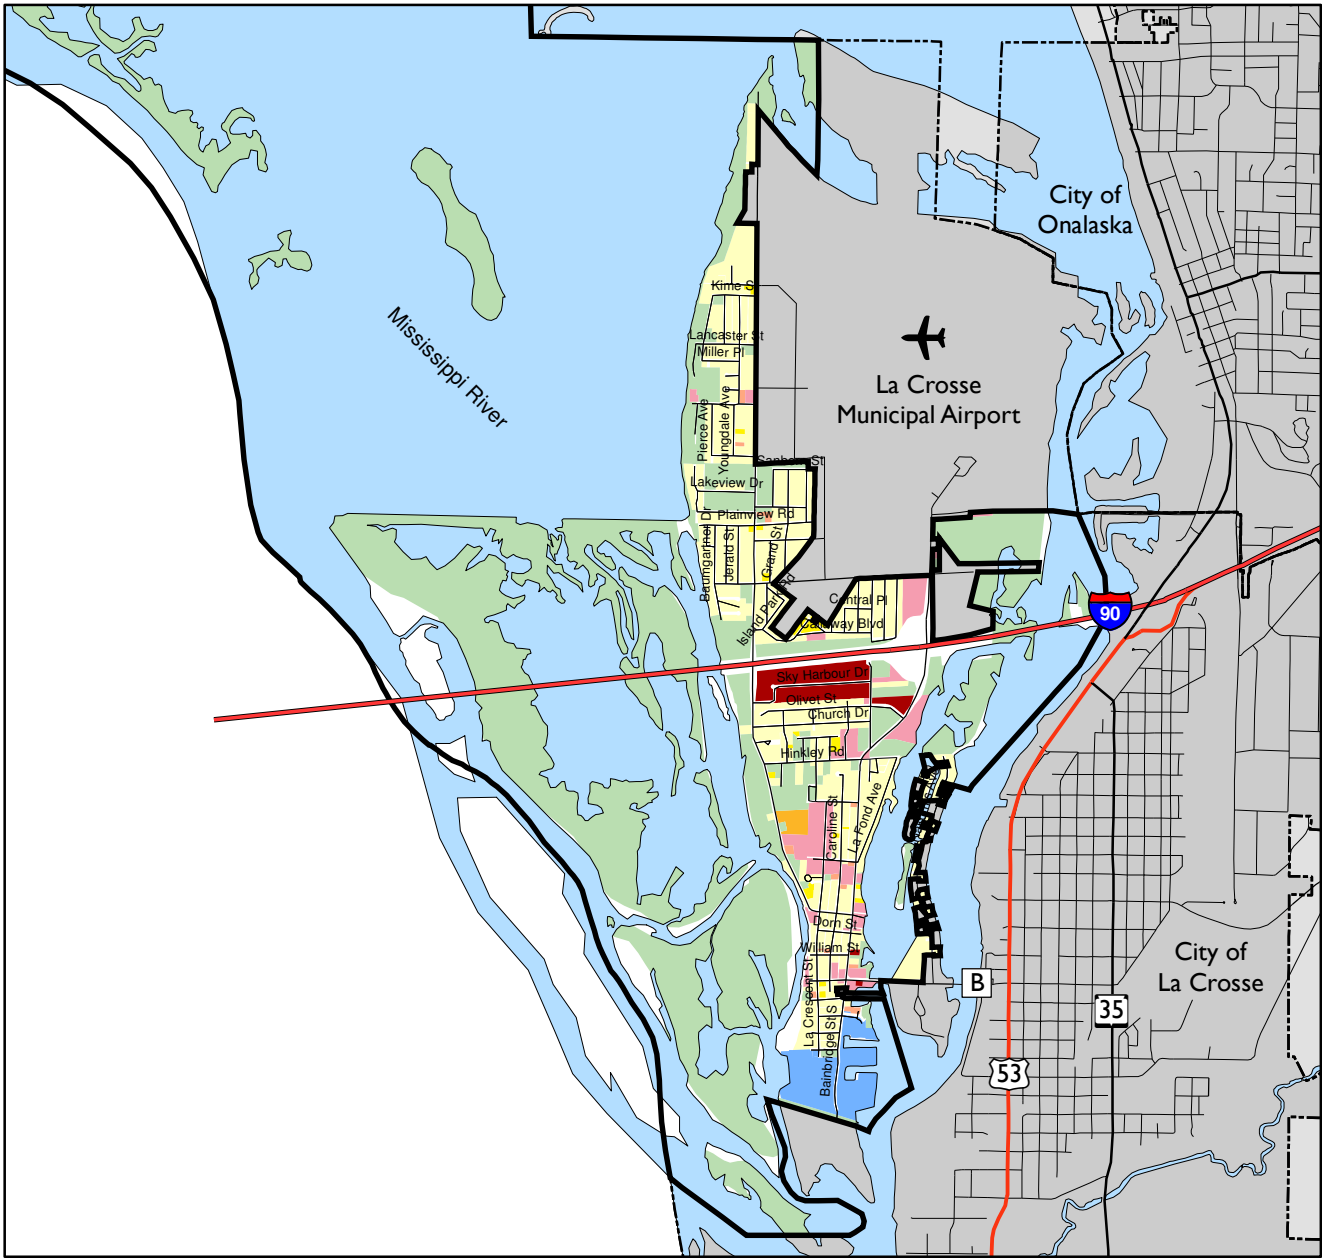 City of
Onalaska
Kime S
Mississippi River
Lancaster St
Miller Pl
La Crosse
Municipal Airport
Pierce Ave
Youngdale Ave
Lakeview Dr
Plainview Rd
Baumgartner Dr
Jerald St
Grand St
Island Park Rd
Central Pl
Caroway Blvd
90
Sky Harbour Dr
Olivet St
Church Dr
Hinkley Rd
Caroline St
La Fond Ave
Dorn St
William St
La Crescent St
Bainbridge St S
B
City of
La Crosse
35
53